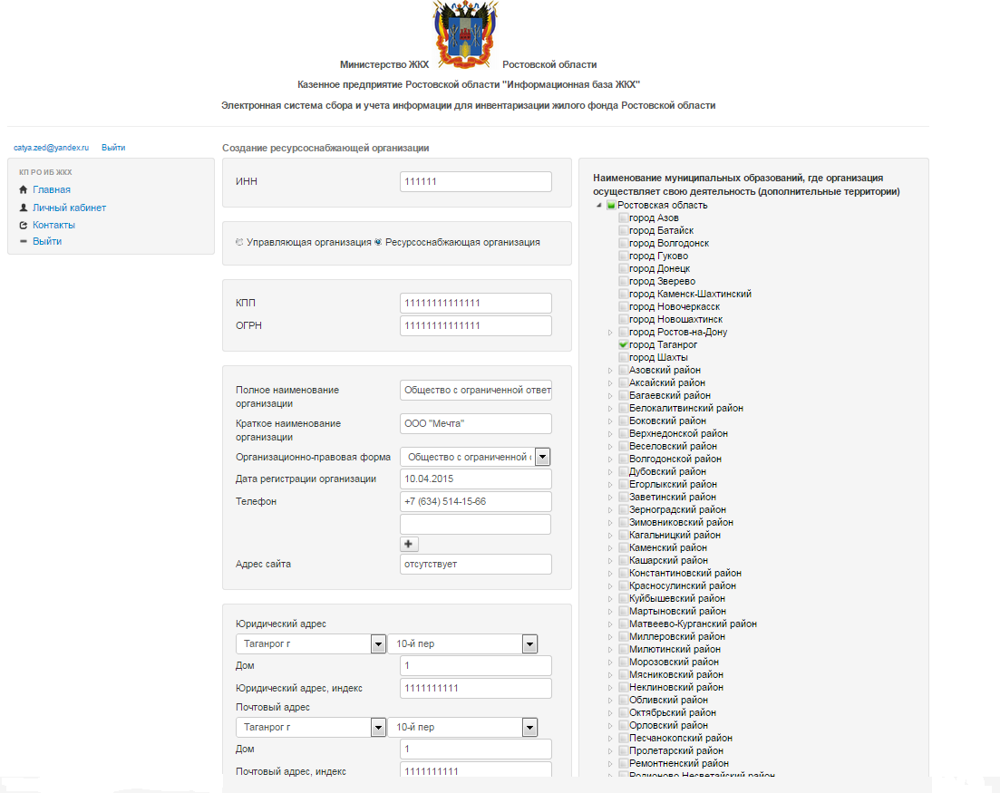 Министерство ЖКХ Ростовской области
Казенное предприятие Ростовской области "Информационная база ЖКХ"
Электронная система сбора и учета информации для инвентаризации жилого фонда Ростовской области
catya.zed@yandex.ru Выйти
КП РО ИБ ЖКХ
Главная
Личный кабинет
Контакты
Выйти
Создание ресурсоснабжающей организации
ИНН 111111
Управляющая организация Ресурсоснабжающая организация
КПП 11111111111111
ОГРН 11111111111111
Полное наименование
организации
Общество с ограниченной ответ
Краткое наименование
организации
ООО "Мечта"
Организационно-правовая форма Общество с ограниченной
Дата регистрации организации 10.04.2015
Телефон +7 (634) 514-15-66
Адрес сайта отсутствует
Юридический адрес
Таганрог г 10-й пер
Дом 1
Юридический адрес, индекс 1111111111
Почтовый адрес
Таганрог г 10-й пер
Дом 1
Почтовый адрес, индекс 1111111111
Наименование муниципальных образований, где организация
осуществляет свою деятельность (дополнительные территории)
Ростовская область
город Азов
город Батайск
город Волгодонск
город Гуково
город Донецк
город Зверево
город Каменск-Шахтинский
город Новочеркасск
город Новошахтинск
город Ростов-на-Дону
город Таганрог
город Шахты
Азовский район
Аксайский район
Багаевский район
Белокалитвинский район
Боковский район
Верхнедонской район
Веселовский район
Волгодонской район
Дубовский район
Егорлыкский район
Заветинский район
Зерноградский район
Зимовниковский район
Кагальницкий район
Каменский район
Кашарский район
Константиновский район
Красносулинский район
Куйбышевский район
Мартыновский район
Матвеево-Курганский район
Миллеровский район
Милютинский район
Морозовский район
Мясниковский район
Неклиновский район
Обливский район
Октябрьский район
Орловский район
Песчанокопский район
Пролетарский район
Ремонтненский район
Родионово-Несветайский район